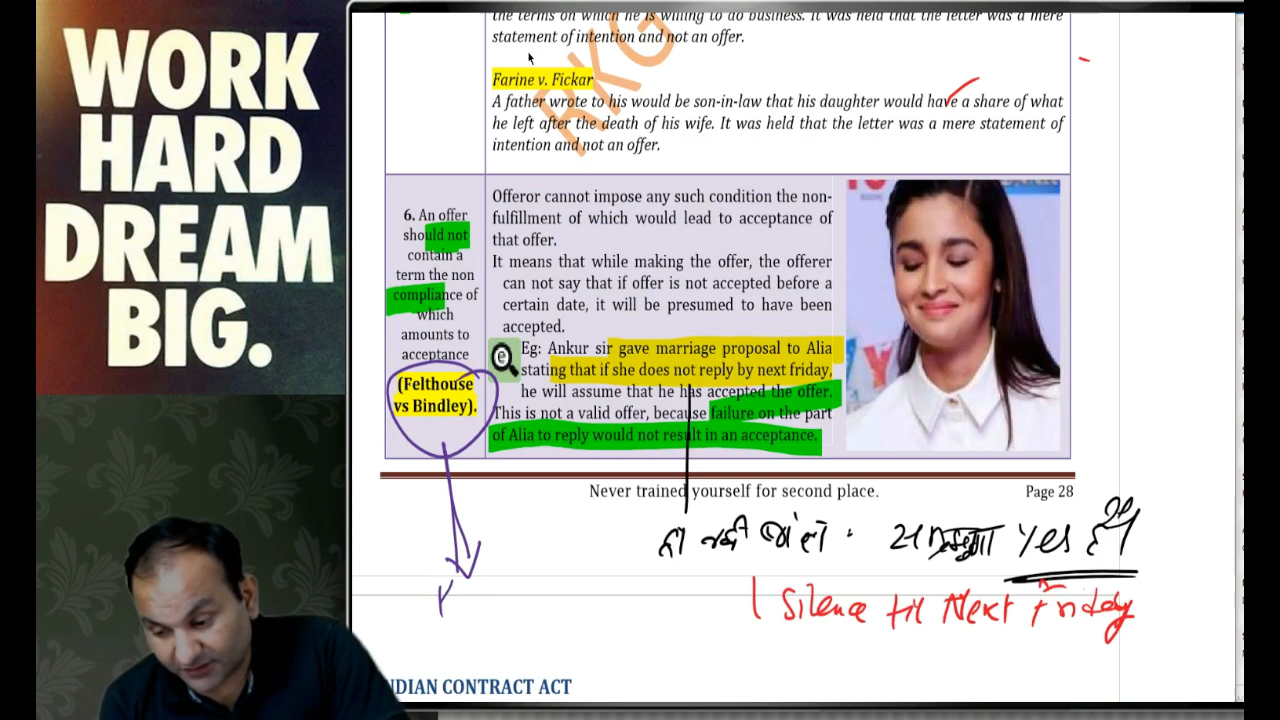 WORK
HARD
DREAM
BIG.
the terms on which he is willing to do business. It was held that the letter was a mere
statement of intention and not an offer.
Farine v. Fickar
A father wrote to his would be son-in-law that his daughter would have a share of what
he left after the death of his wife. It was held that the letter was a mere statement of
intention and not an offer.
RKG
6. An offer
should not
contain a
term the non
compliance of
which
amounts to
acceptance
(Felthouse
vs Bindley).
Offeror cannot impose any such condition the non-
fulfillment of which would lead to acceptance of
that offer.
It means that while making the offer, the offerer
can not say that if offer is not accepted before a
certain date, it will be presumed to have been
accepted.
Eg: Ankur sir gave marriage proposal to Alia
stating that if she does not reply by next friday,
he will assume that he has accepted the offer.
This is not a valid offer, because failure on the part
of Alia to reply would not result in an acceptance.
Never trained yourself for second place.
Page 28
yes
Silence till Next Friday
NDIAN CONTRACT ACT